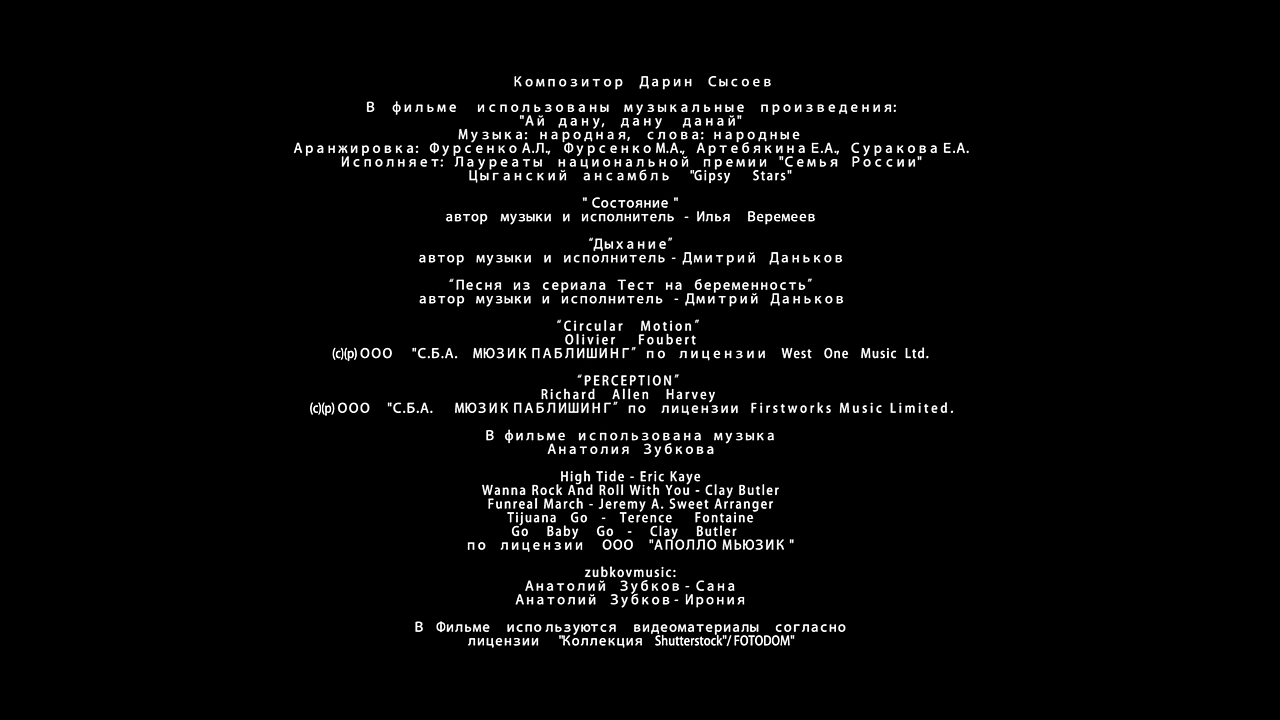 Композитор Дарин Сысоев
В фильме использованы музыкальные произведения:
"Ай дану, дану данай"
Музыка: народная, слова: народные
Аранжировка: Фурсенко А.Л., Фурсенко М.А., Артебякина Е.А., Суракова Е.А.
Исполняет: Лауреаты национальной премии "Семья России"
Цыганский ансамбль "Gipsy Stars"
" Состояние "
автор музыки и исполнитель - Илья Веремеев
“Дыхание”
автор музыки и исполнитель - Дмитрий Даньков
“Песня из сериала Тест на беременность”
автор музыки и исполнитель - Дмитрий Даньков
“Circular Motion”
Olivier Foubert
(c)(p) ООО "С.Б.А. МЮЗИК ПАБЛИШИНГ” по лицензии West One Music Ltd.
“PERCEPTION”
Richard Allen Harvey
(c)(p) ООО "С.Б.А. МЮЗИК ПАБЛИШИНГ” по лицензии Firstworks Music Limited.
В фильме использована музыка
Анатолия Зубкова
High Tide - Eric Kaye
Wanna Rock And Roll With You - Clay Butler
Funreal March - Jeremy A. Sweet Arranger
Tijuana Go - Terence Fontaine
Go Baby Go - Clay Butler
по лицензии ООО "АПОЛЛО МЬЮЗИК "
zubkovmusic:
Анатолий Зубков - Сана
Анатолий Зубков - Ирония
В Фильме используются видеоматериалы согласно
лицензии "Коллекция Shutterstock"/ FOTODOM"